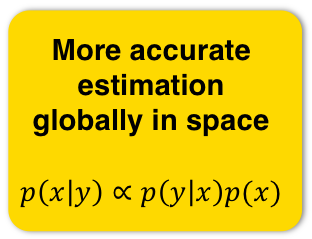 More accurate
estimation
globally in space
𝑝(𝑥|𝑦) ∝ 𝑝(𝑦|𝑥)𝑝(𝑥)